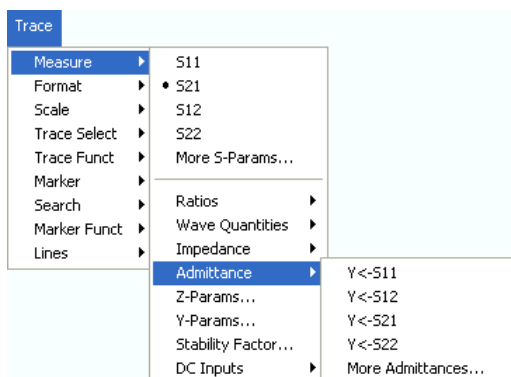 Trace
Measure
Format
Scale
Trace Select
Trace Funct
Marker
Search
Marker Funct
Lines
S11
S21
S12
S22
More S-Params...
Ratios
Wave Quantities
Impedance
Admittance
Z-Params...
Y-Params...
Stability Factor...
DC Inputs
Y<-S11
Y<-S12
Y<-S21
Y<-S22
More Admittances...